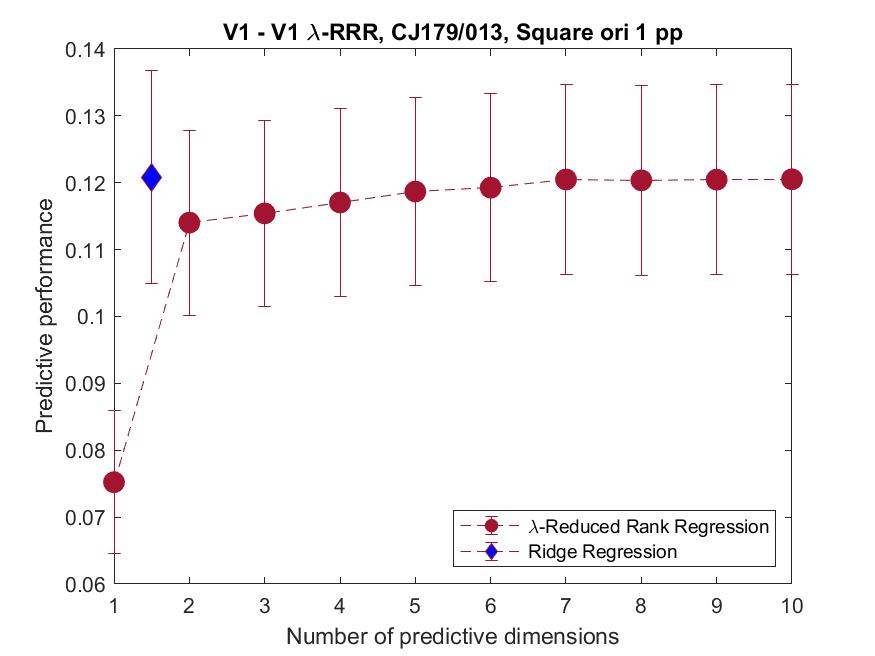 V1 - V1 λ-RRR, CJ179/013, Square ori 1 pp
0.14
0.13
0.12
0.11
0.1
0.09
0.08
0.07
0.06
Predictive performance
1 2 3 4 5 6 7 8 9 10
Number of predictive dimensions
λ-Reduced Rank Regression
Ridge Regression